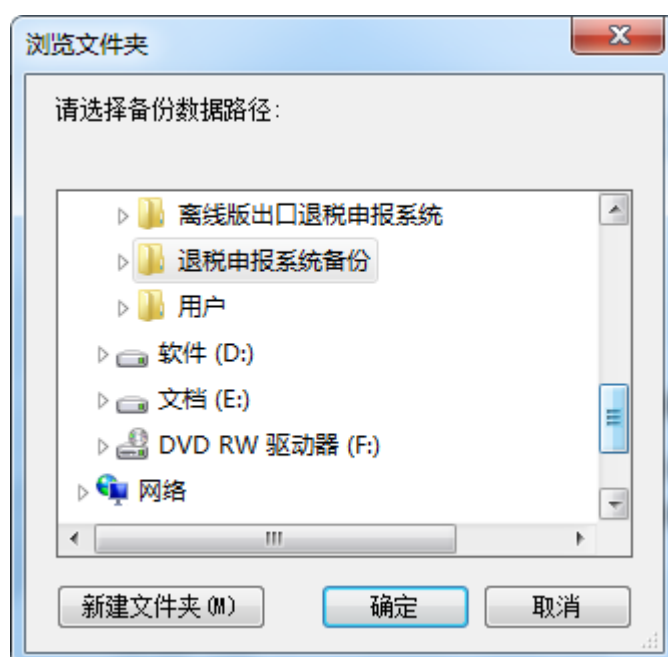 浏览文件夹
请选择备份数据路径:
离线版出口退税申报系统
退税申报系统备份
用户
软件 (D:)
文档 (E:)
DVD RW 驱动器 (F:)
网络
新建文件夹(M)
确定
取消